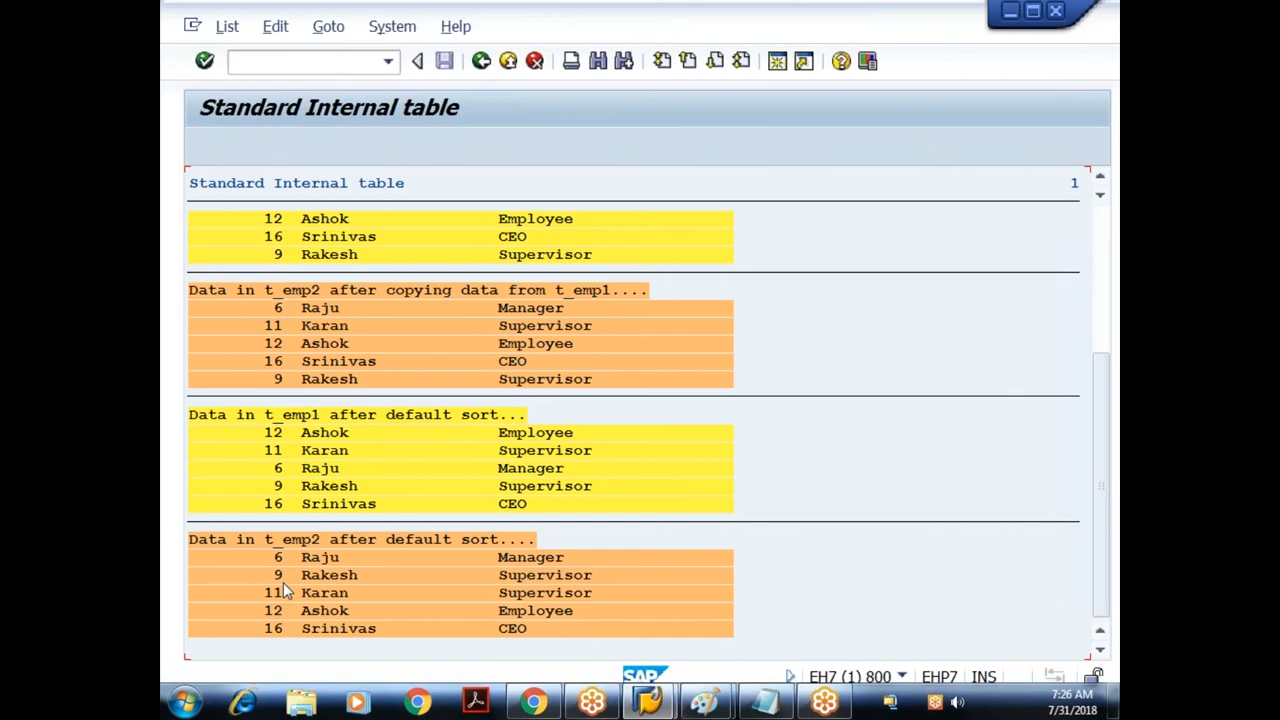 List Edit Goto System Help
Standard Internal table
Standard Internal table 1
12 Ashok Employee
16 Srinivas CEO
9 Rakesh Supervisor
Data in t_emp2 after copying data from t_emp1....
6 Raju Manager
11 Karan Supervisor
12 Ashok Employee
16 Srinivas CEO
9 Rakesh Supervisor
Data in t_emp1 after default sort...
12 Ashok Employee
11 Karan Supervisor
6 Raju Manager
9 Rakesh Supervisor
16 Srinivas CEO
Data in t_emp2 after default sort....
6 Raju Manager
9 Rakesh Supervisor
11 Karan Supervisor
12 Ashok Employee
16 Srinivas CEO
SAP EH7 (1) 800 EHP7 INS
7:26 AM
7/31/2018